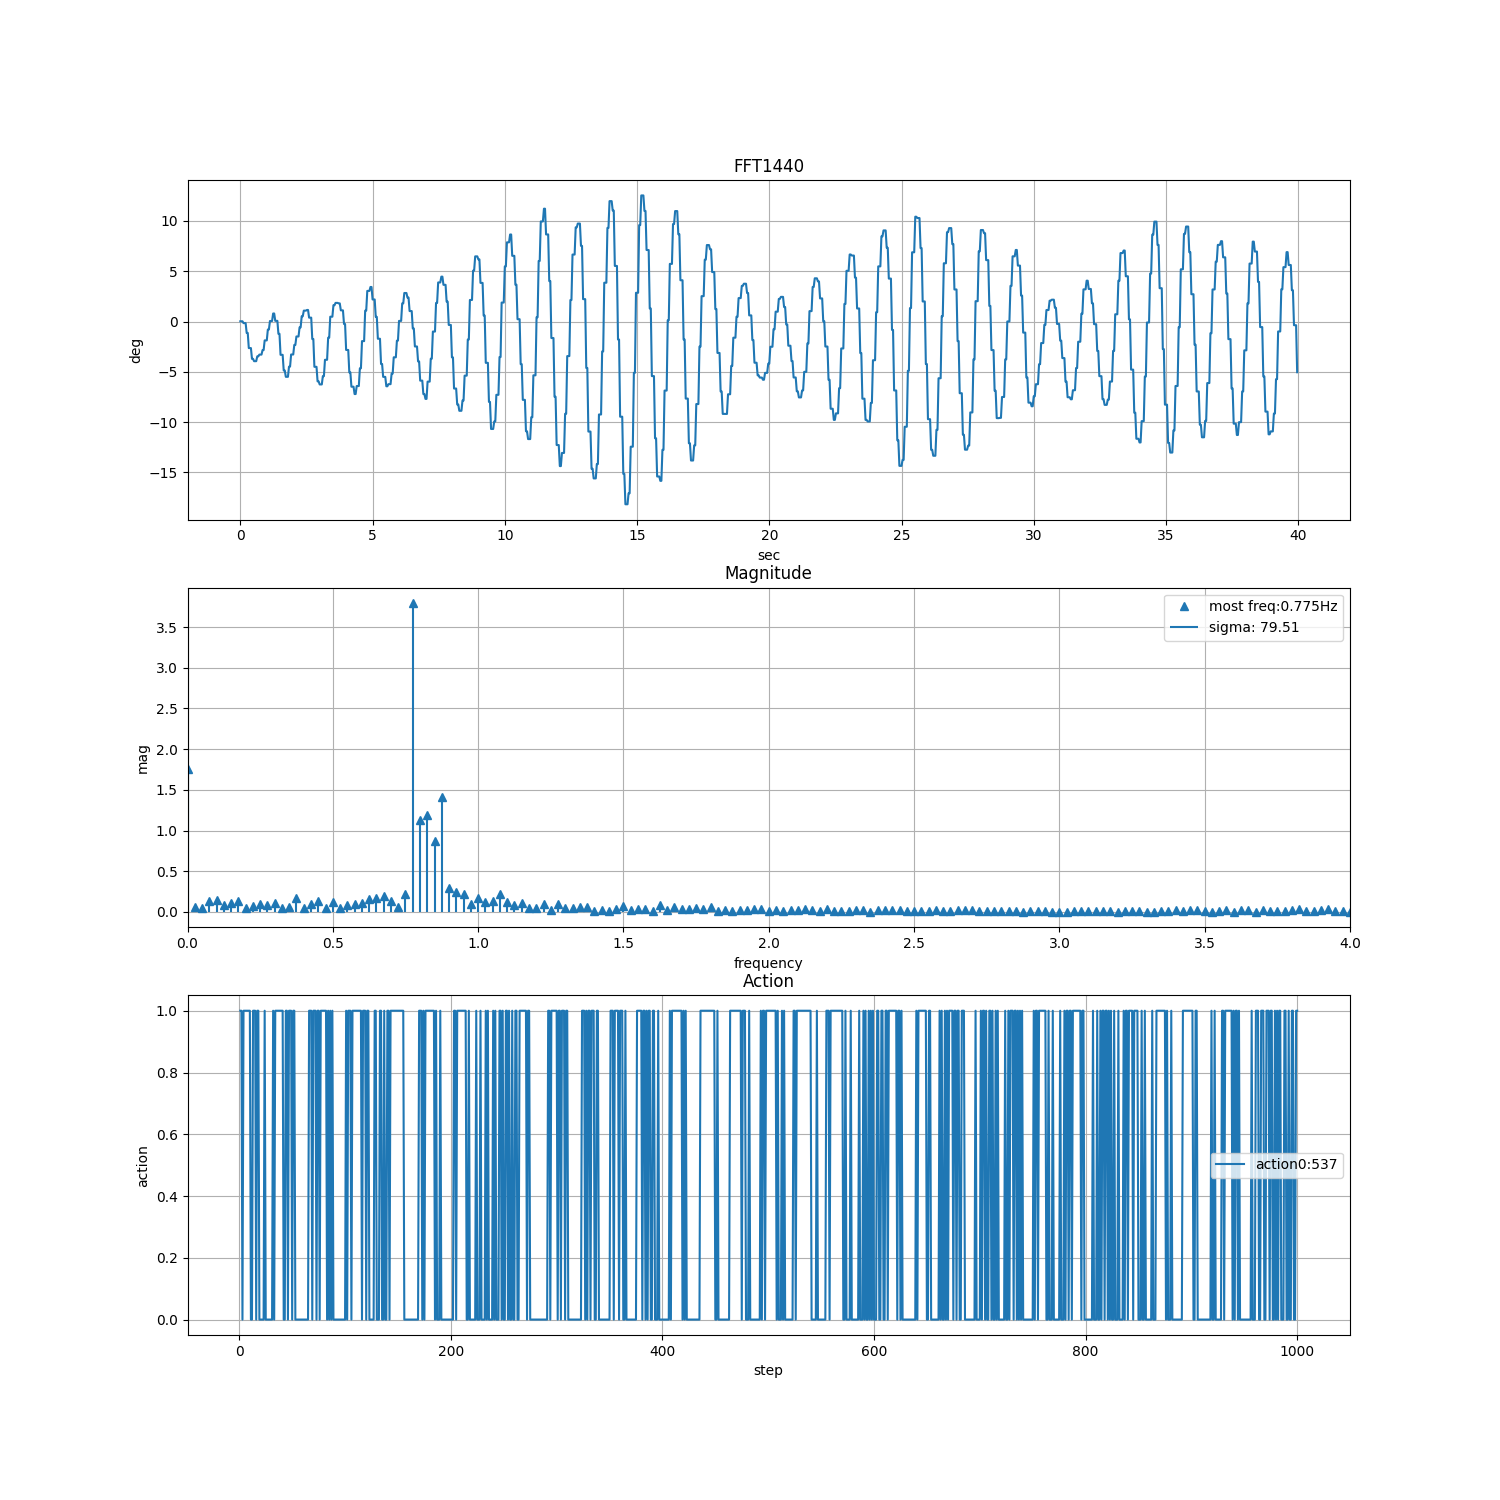 FFT1440
10
5
0
−5
−10
−15
deg
0 5 10 15 20 25 30 35 40
sec
Magnitude
most freq:0.775Hz
sigma: 79.51
3.5
3.0
2.5
2.0
1.5
1.0
0.5
0.0
mag
0.0 0.5 1.0 1.5 2.0 2.5 3.0 3.5 4.0
frequency
Action
1.0
0.8
0.6
0.4
0.2
0.0
action
action0:537
0 200 400 600 800 1000
step